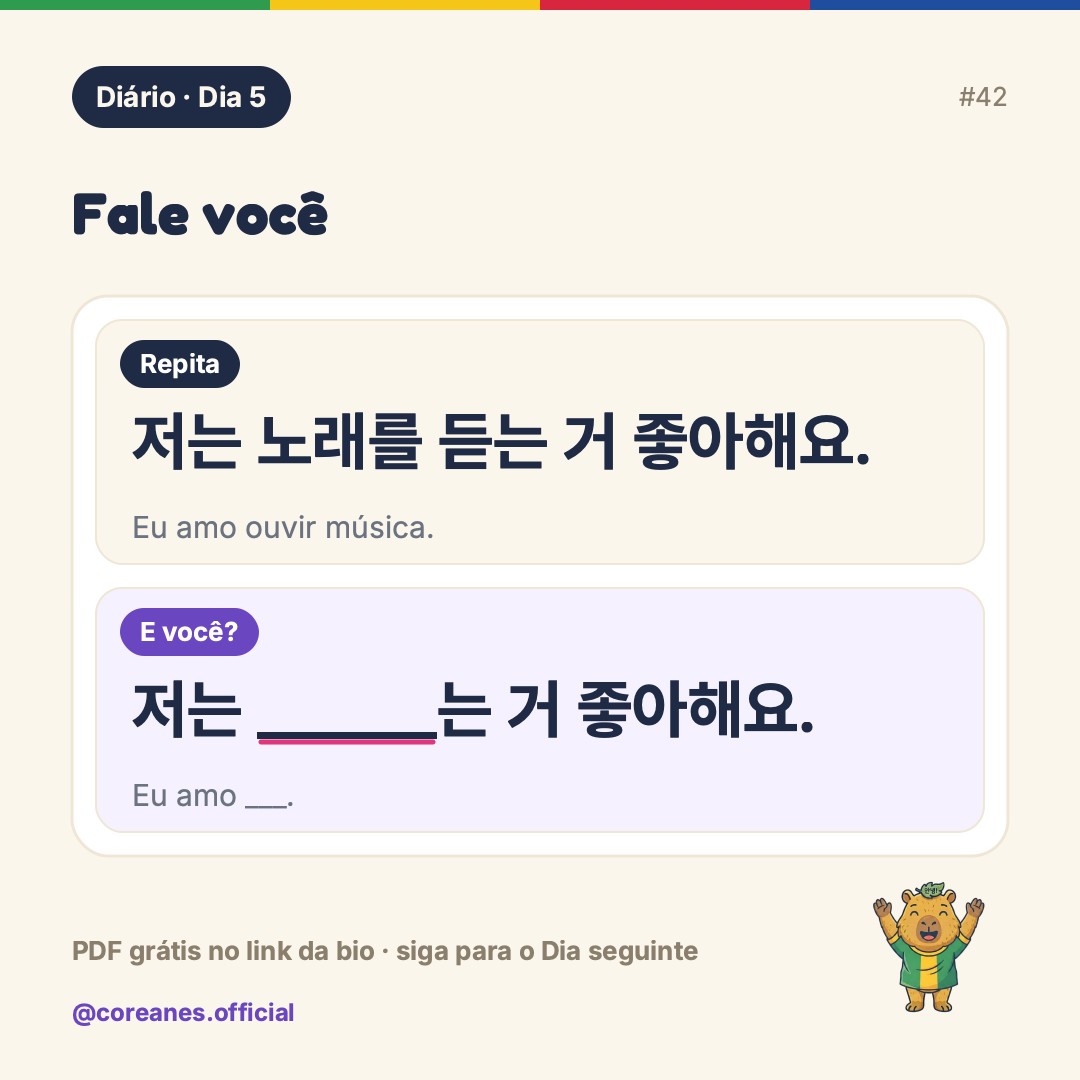 Diário · Dia 5
#42
Fale você
Repita
저는 노래를 듣는 거 좋아해요.
Eu amo ouvir música.
E você?
저는 ______는 거 좋아해요.
Eu amo ___.
PDF grátis no link da bio · siga para o Dia seguinte
@coreanes.official